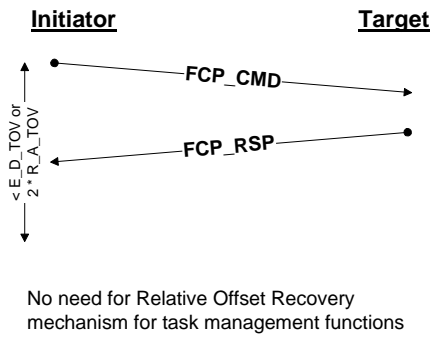 Initiator
Target
FCP_CMD
< E_D_TOV or
2 * R_A_TOV
FCP_RSP
No need for Relative Offset Recovery
mechanism for task management functions